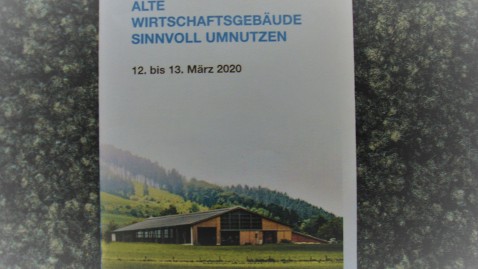 ALTE
WIRTSCHAFTSGEBÄUDE
SINNVOLL UMNUTZEN
12. bis 13. März 2020